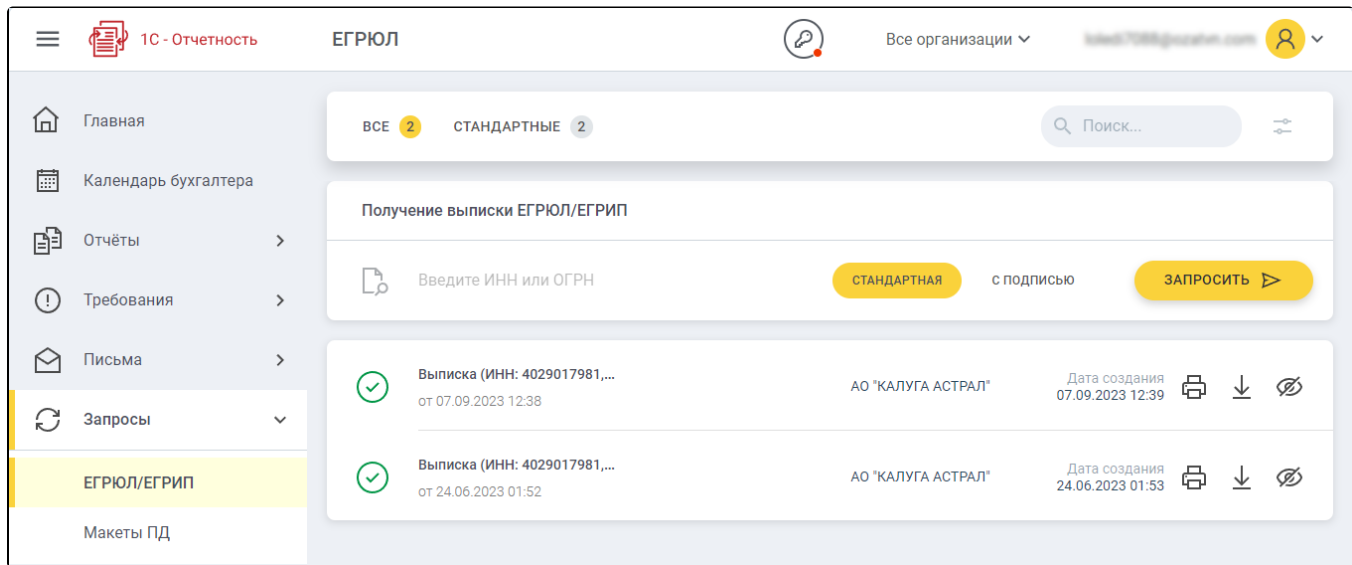 1С - Отчетность
ЕГРЮЛ
Все организации
Главная
Календарь бухгалтера
Отчёты
Требования
Письма
Запросы
ЕГРЮЛ/ЕГРИП
Макеты ПД
ВСЕ 2 СТАНДАРТНЫЕ 2
Поиск...
Получение выписки ЕГРЮЛ/ЕГРИП
Введите ИНН или ОГРН
СТАНДАРТНАЯ
С ПОДПИСЬЮ
ЗАПРОСИТЬ
Выписка (ИНН: 4029017981,...
от 07.09.2023 12:38
АО "КАЛУГА АСТРАЛ"
Дата создания
07.09.2023 12:39
Выписка (ИНН: 4029017981,...
от 24.06.2023 01:52
АО "КАЛУГА АСТРАЛ"
Дата создания
24.06.2023 01:53